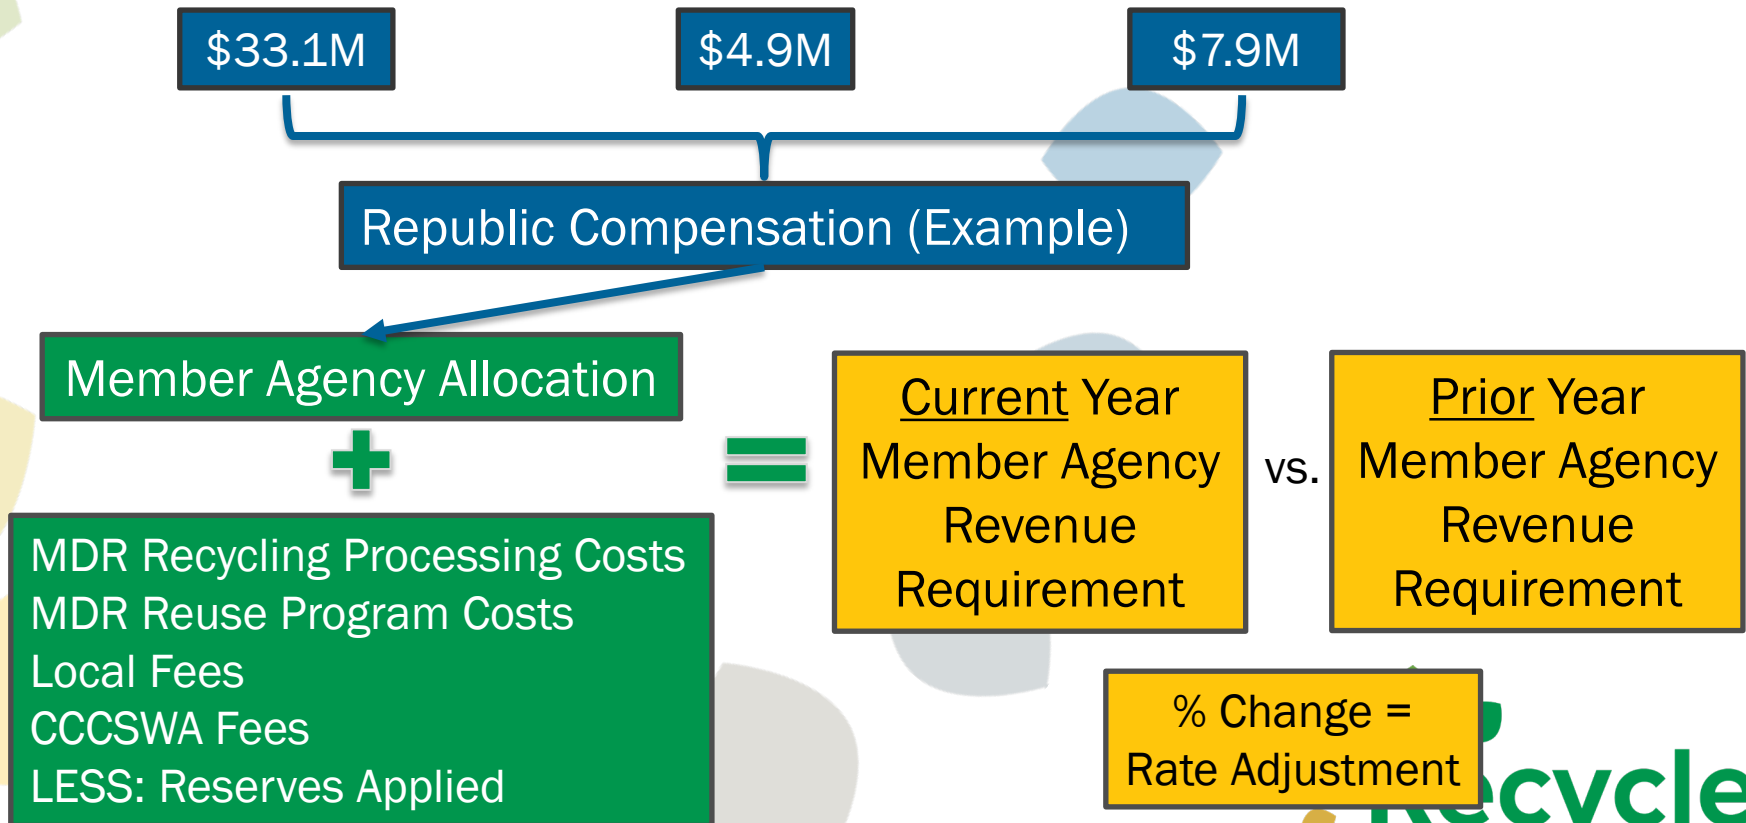 $33.1M
$4.9M
$7.9M
Republic Compensation (Example)
Member Agency Allocation
+
MDR Recycling Processing Costs
MDR Reuse Program Costs
Local Fees
CCCSWA Fees
LESS: Reserves Applied
=
Current Year
Member Agency
Revenue
Requirement
vs.
Prior Year
Member Agency
Revenue
Requirement
% Change =
Rate Adjustment
Recycle